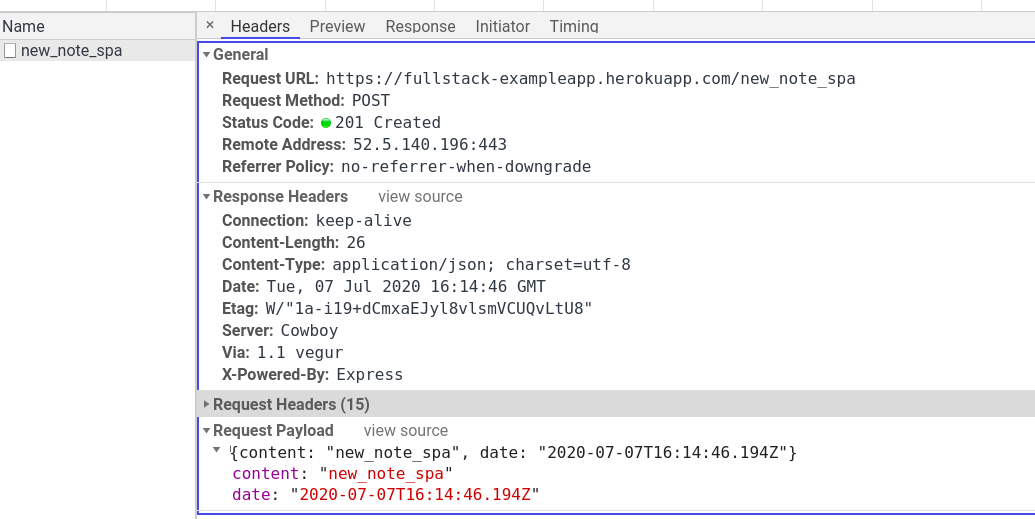 Name
new_note_spa
× Headers Preview Response Initiator Timing
General
Request URL: https://fullstack-exampleapp.herokuapp.com/new_note_spa
Request Method: POST
Status Code: 201 Created
Remote Address: 52.5.140.196:443
Referrer Policy: no-referrer-when-downgrade
Response Headers view source
Connection: keep-alive
Content-Length: 26
Content-Type: application/json; charset=utf-8
Date: Tue, 07 Jul 2020 16:14:46 GMT
Etag: W/"1a-i19+dCmxaEJyl8vlsmVCUQvLtU8"
Server: Cowboy
Via: 1.1 vegur
X-Powered-By: Express
Request Headers (15)
Request Payload view source
{content: "new_note_spa", date: "2020-07-07T16:14:46.194Z"}
content: "new_note_spa"
date: "2020-07-07T16:14:46.194Z"